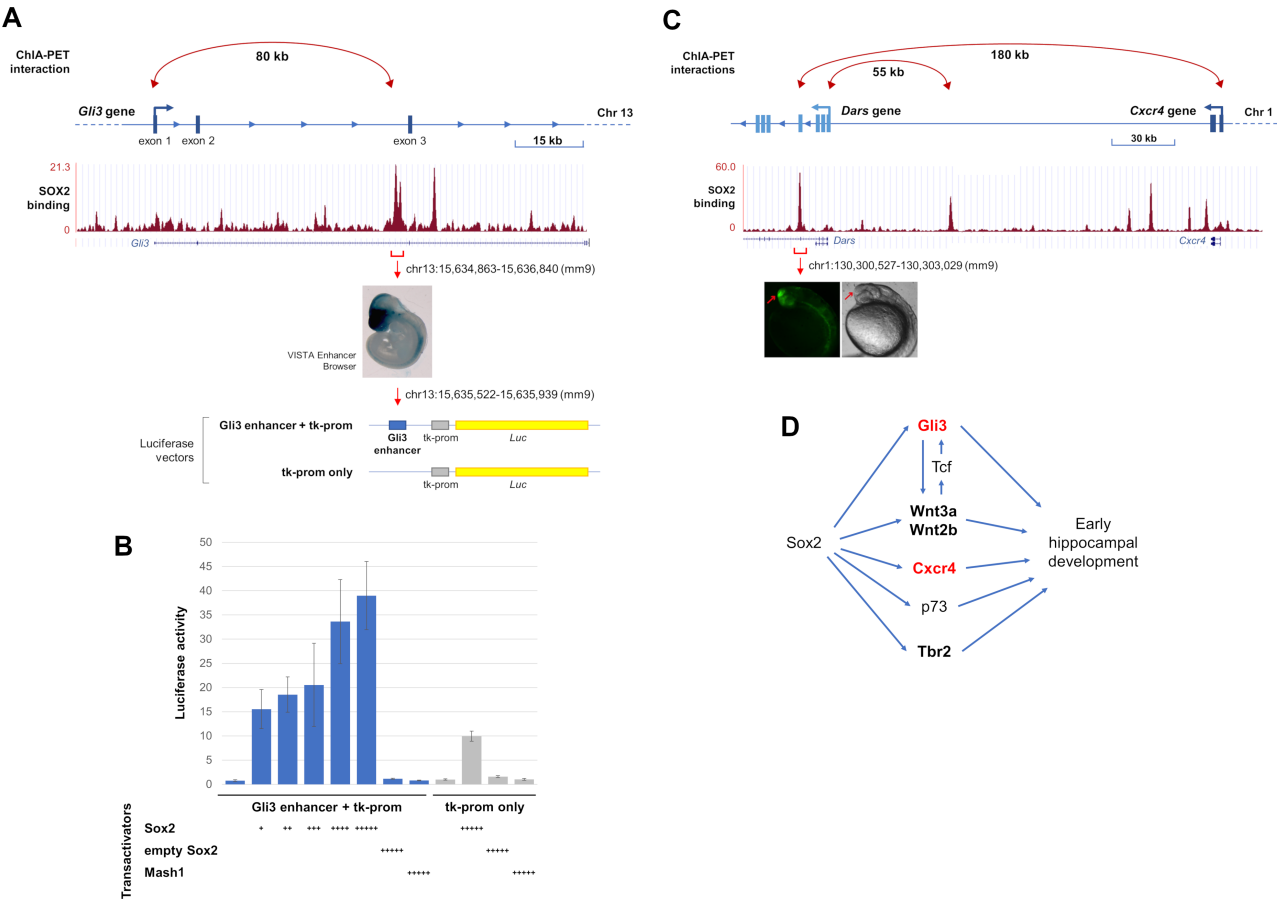 A
ChIA-PET
interaction
80 kb
Gli3 gene
Chr 13
exon 1
exon 2
exon 3
15 kb
21.3
SOX2
binding
0
Gli3
chr13:15,634,863-15,636,840 (mm9)
VISTA Enhancer
Browser
chr13:15,635,522-15,635,939 (mm9)
Luciferase
vectors
Gli3 enhancer + tk-prom
Gli3
enhancer
tk-prom
Luc
tk-prom only
tk-prom
Luc
B
Luciferase activity
50
45
40
35
30
25
20
15
10
5
0
Gli3 enhancer + tk-prom
tk-prom only
Transactivators
Sox2 + ++ +++ ++++ +++++ +++++
empty Sox2 +++++ +++++
Mash1 +++++ +++++
C
ChIA-PET
interactions
180 kb
55 kb
Dars gene
Cxcr4 gene
Chr 1
30 kb
60.0
SOX2
binding
0
Dars
Cxcr4
chr1:130,300,527-130,303,029 (mm9)
D
Gli3
Tcf
Wnt3a
Wnt2b
Sox2
Cxcr4
p73
Tbr2
Early
hippocampal
development